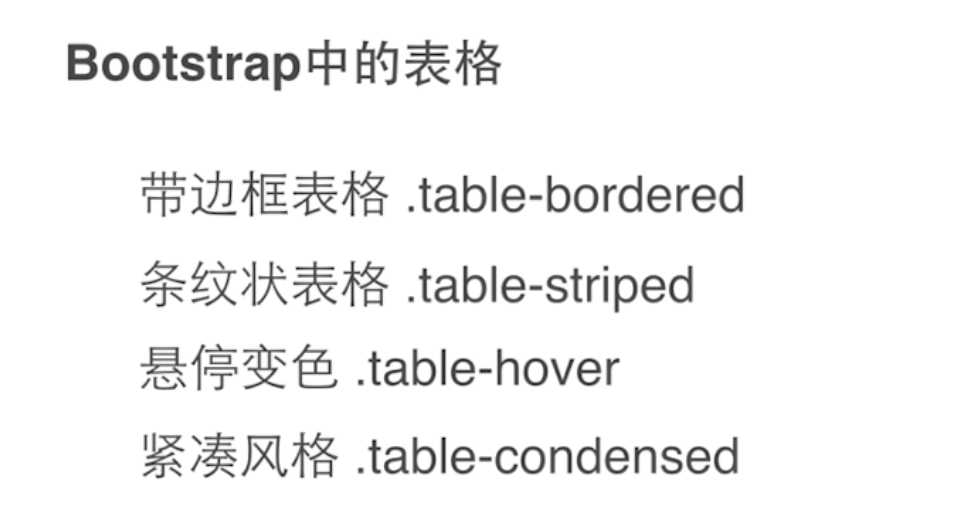 Bootstrap中的表格
带边框表格 .table-bordered
条纹状表格 .table-striped
悬停变色 .table-hover
紧凑风格 .table-condensed